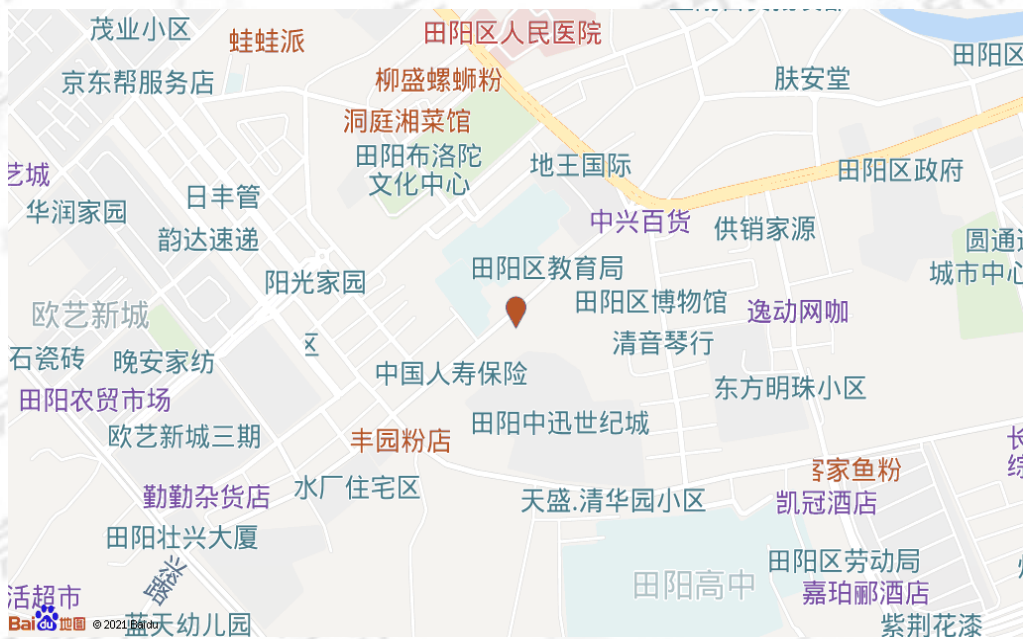 茂业小区
蛙蛙派
田阳区人民医院
田阳区
京东帮服务店
柳盛螺蛳粉
肤安堂
洞庭湘菜馆
田阳布洛陀
文化中心
地王国际
田阳区政府
艺城
日丰管
华润家园
中兴百货
供销家源
韵达速递
圆通
城市中心
田阳区教育局
阳光家园
田阳区博物馆
逸动网咖
欧艺新城
区
清音琴行
石瓷砖
晚安家纺
中国人寿保险
东方明珠小区
田阳农贸市场
田阳中迅世纪城
欧艺新城三期
丰园粉店
客家鱼粉
水厂住宅区
勤勤杂货店
天盛.清华园小区
凯冠酒店
田阳壮兴大厦
田阳区劳动局
田阳高中
嘉珀郦酒店
活超市
Bai du 地图 © 2021 Baidu
蓝天幼儿园
紫荆花漆